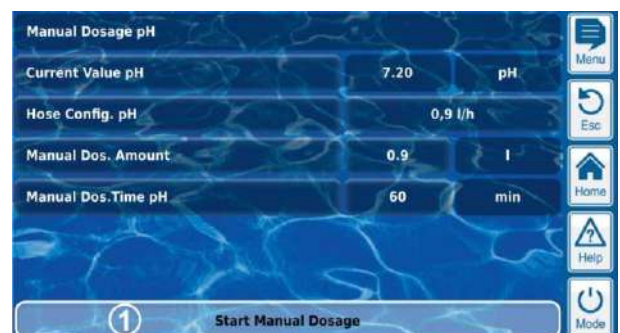 Manual Dosage pH
Current Value pH 7.20 pH
Hose Config. pH 0,9 l/h
Manual Dos. Amount 0.9 l
Manual Dos.Time pH 60 min
1 Start Manual Dosage
Menu
Esc
Home
Help
Mode